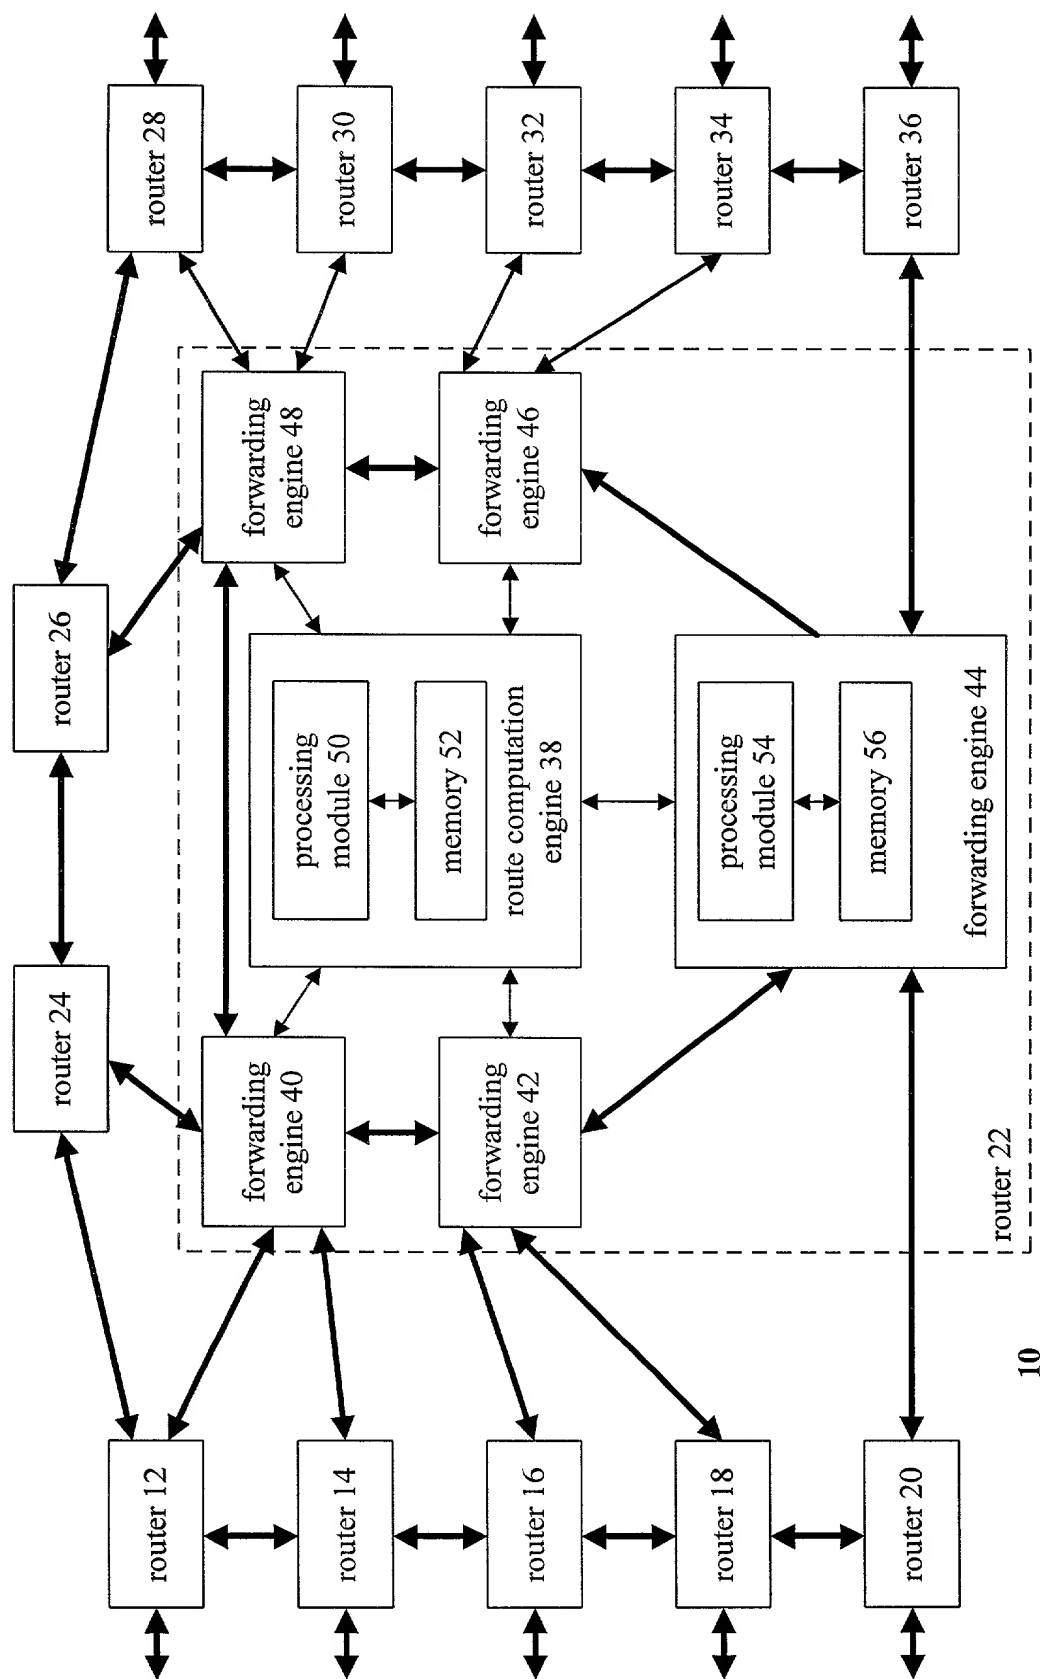 router 24
router 26
router 12
router 28
forwarding
engine 40
forwarding
engine 48
router 14
router 30
processing
module 50
memory 52
route computation
engine 38
router 16
forwarding
engine 42
forwarding
engine 46
router 32
router 18
router 34
processing
module 54
memory 56
forwarding engine 44
router 20
router 36
router 22
10